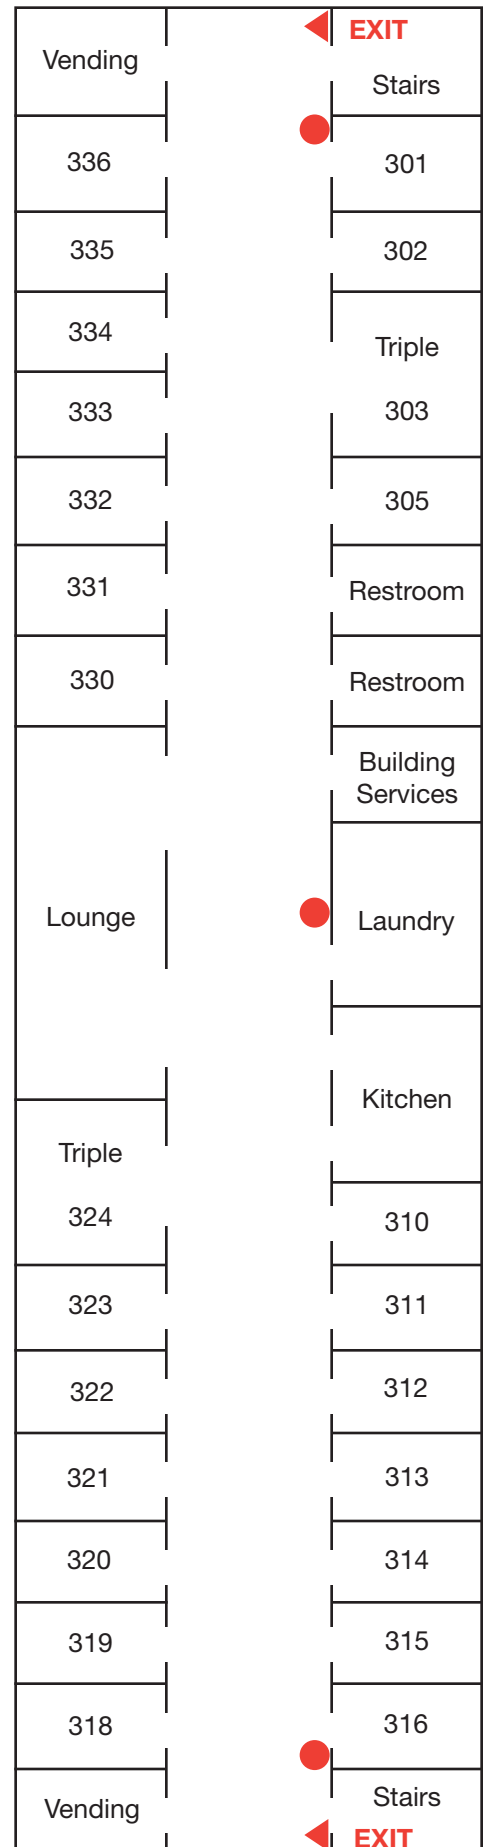 EXIT
Vending
Stairs
336
301
335
302
334
Triple
333
303
332
305
331
Restroom
330
Restroom
Building
Services
Lounge
Laundry
Kitchen
Triple
324
310
323
311
322
312
321
313
320
314
319
315
318
316
Vending
Stairs
EXIT